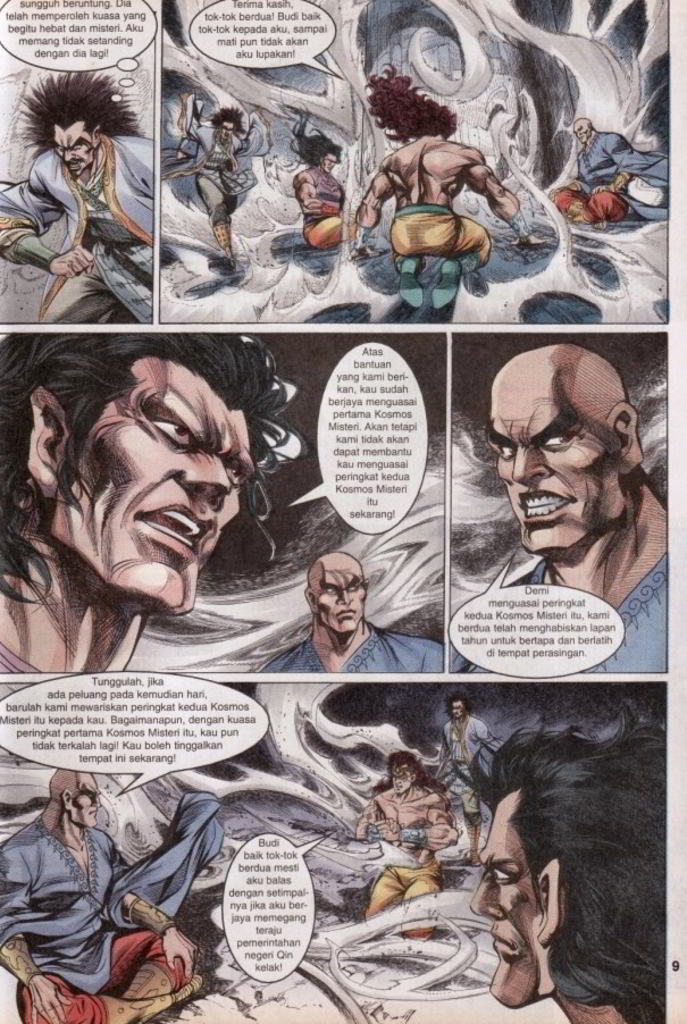 sungguh beruntung. Dia
telah memperoleh kuasa yang
begitu hebat dan misteri. Aku
memang tidak setanding
dengan dia lagi!
Terima kasih,
tok-tok berdua! Budi baik
tok-tok kepada aku, sampai
mati pun tidak akan
aku lupakan!
Atas
bantuan
yang kami beri-
kan, kau sudah
berjaya menguasai
pertama Kosmos
Misteri. Akan tetapi
kami tidak akan
dapat membantu
kau menguasai
peringkat kedua
Kosmos Misteri
itu
sekarang!
Demi
menguasai peringkat
kedua Kosmos Misteri itu, kami
berdua telah menghabiskan lapan
tahun untuk bertapa dan berlatih
di tempat perasingan.
Tunggulah, jika
ada peluang pada kemudian hari,
barulah kami mewariskan peringkat kedua Kosmos
Misteri itu kepada kau. Bagaimanapun, dengan kuasa
peringkat pertama Kosmos Misteri itu, kau pun
tidak terkalah lagi! Kau boleh tinggalkan
tempat ini sekarang!
Budi
baik tok-tok
berdua mesti
aku balas
dengan setimpal-
nya jika aku ber-
jaya memegang
teraju
pemerintahan
negeri Qin
kelak!
9